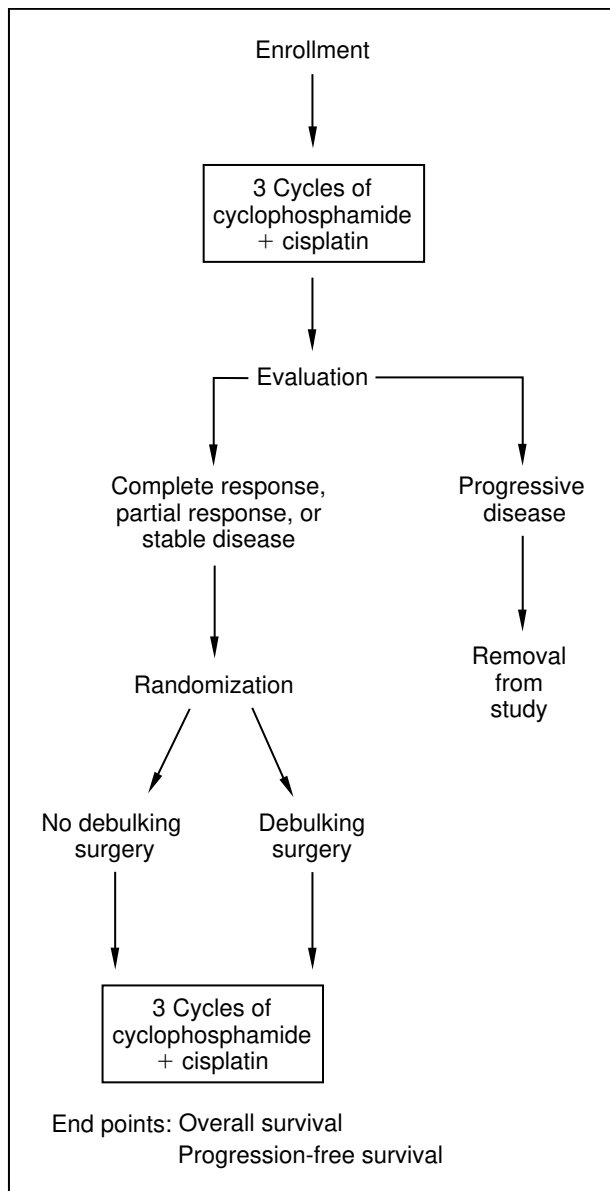 Enrollment
3 Cycles of
cyclophosphamide
+ cisplatin
Evaluation
Complete response,
partial response, or
stable disease
Progressive
disease
Randomization
Removal
from
study
No debulking
surgery
Debulking
surgery
3 Cycles of
cyclophosphamide
+ cisplatin
End points: Overall survival
Progression-free survival